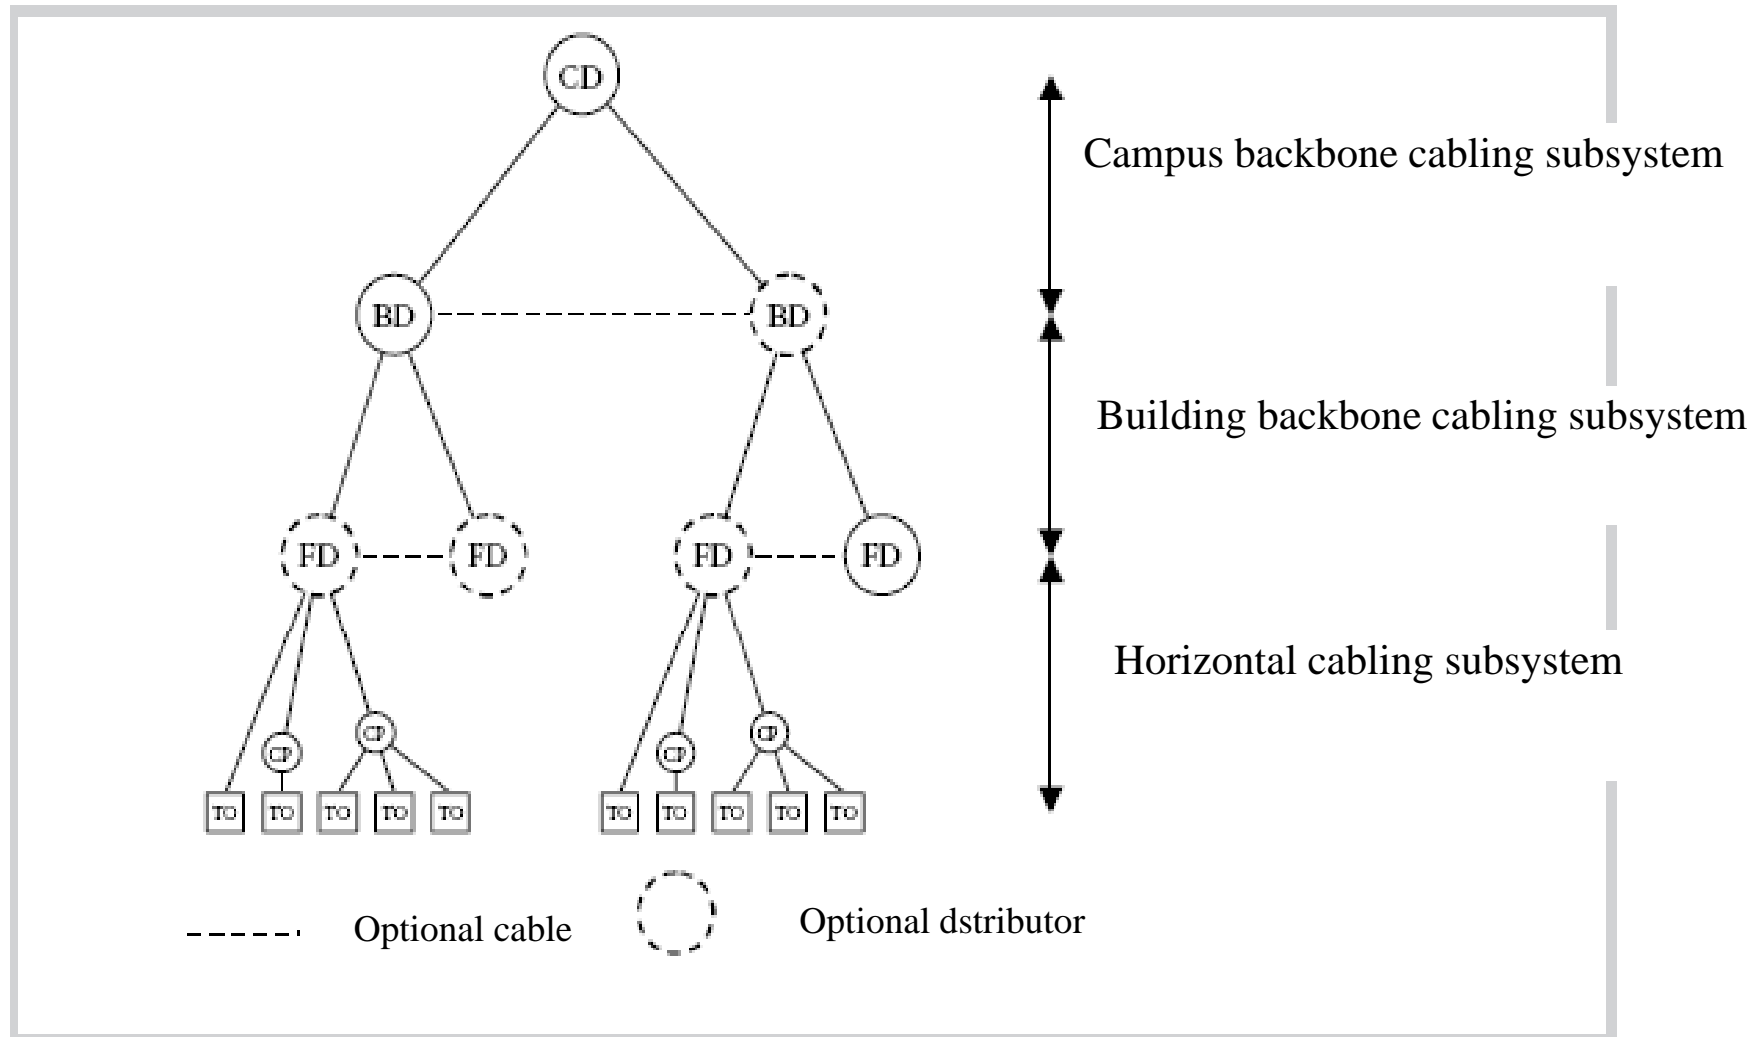 CD
Campus backbone cabling subsystem
BD BD
Building backbone cabling subsystem
FD FD FD FD
Horizontal cabling subsystem
CP CP CP CP
TO TO TO TO TO TO TO TO TO TO
Optional cable Optional dstributor